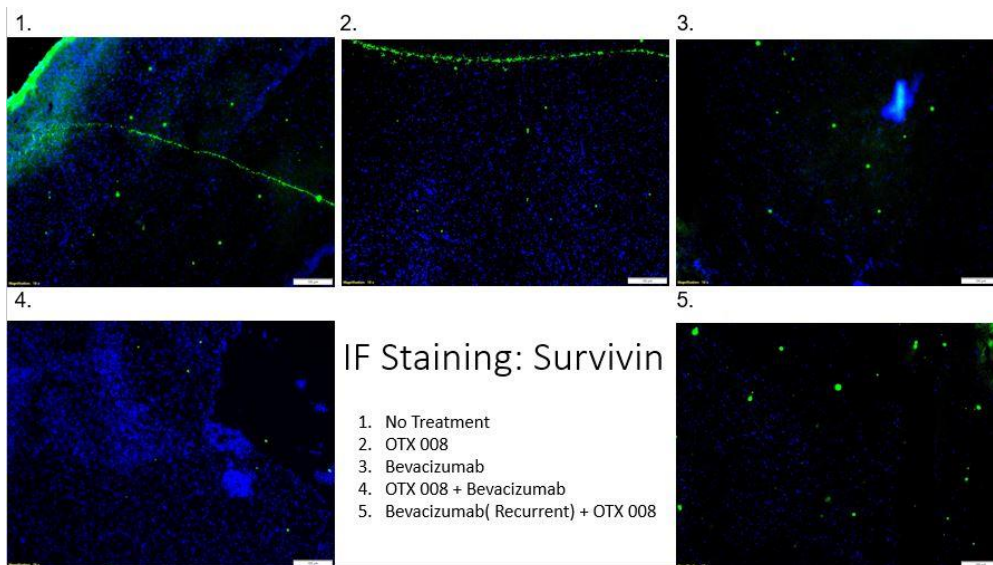 1.
2.
3.
4.
5.
IF Staining: Survivin
1. No Treatment
2. OTX 008
3. Bevacizumab
4. OTX 008 + Bevacizumab
5. Bevacizumab( Recurrent) + OTX 008